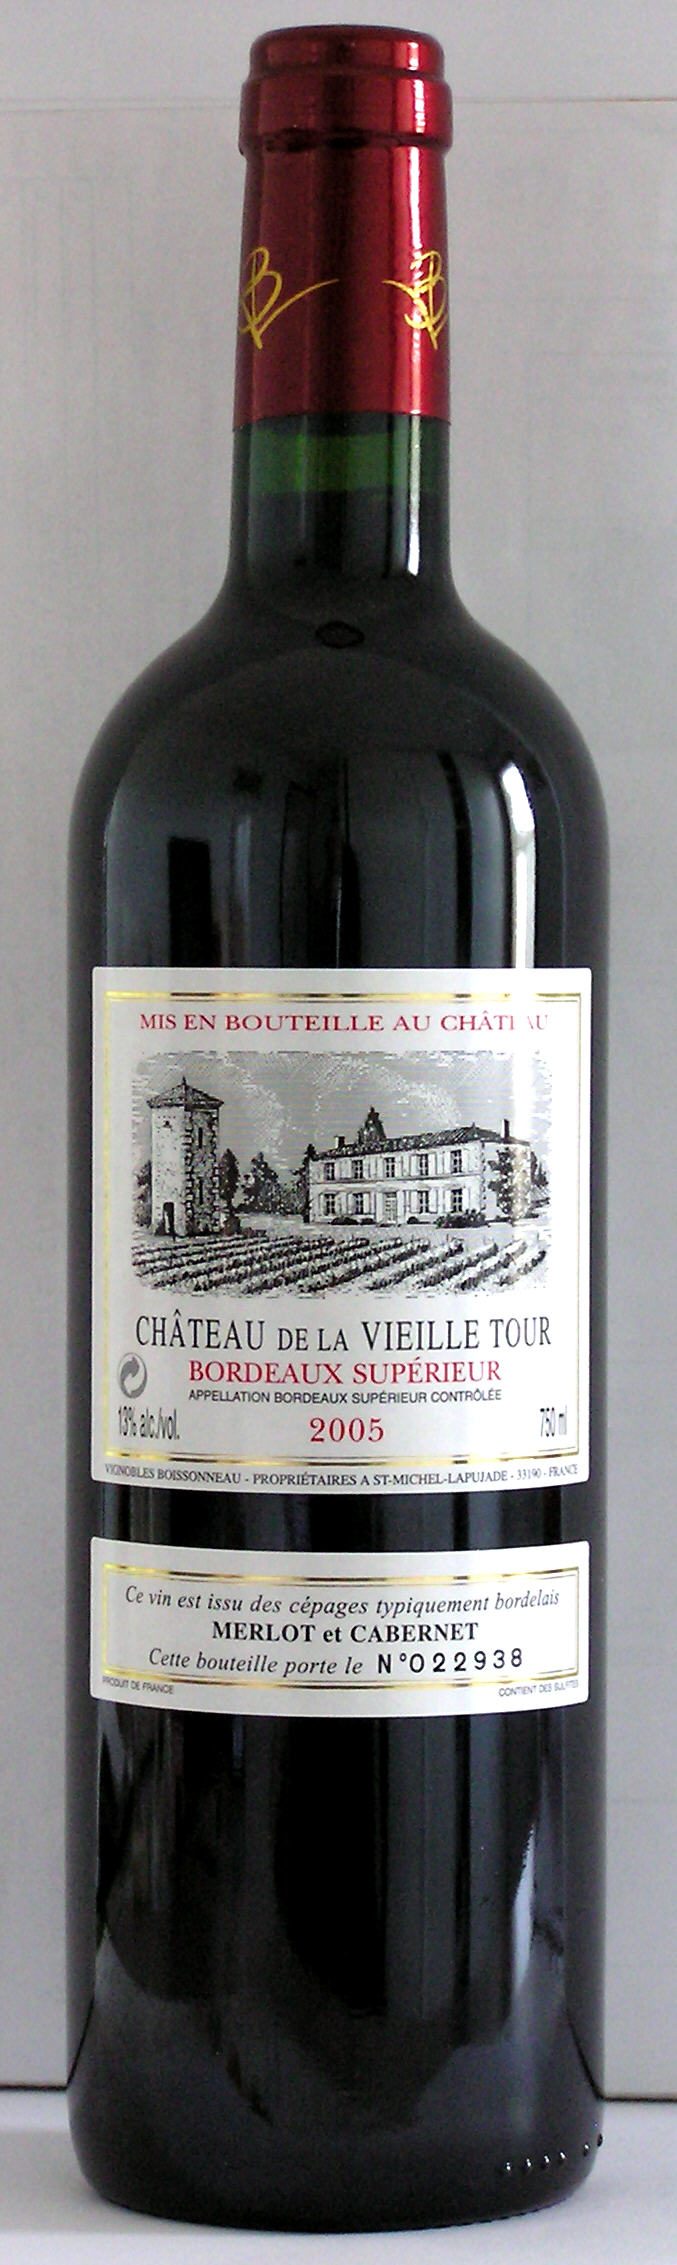 MIS EN BOUTEILLE AU CHÂTEAU
CHÂTEAU DE LA VIEILLE TOUR
BORDEAUX SUPÉRIEUR
APPELLATION BORDEAUX SUPÉRIEUR CONTRÔLÉE
13% alc./vol. 2005 750 ml
VIGNOBLES BOISSONNEAU - PROPRIÉTAIRES A ST-MICHEL-LAPUJADE - 33190 - FRANCE
Ce vin est issu des cépages typiquement bordelais
MERLOT et CABERNET
Cette bouteille porte le N°022938
PRODUIT DE FRANCE CONTIENT DES SULFITES